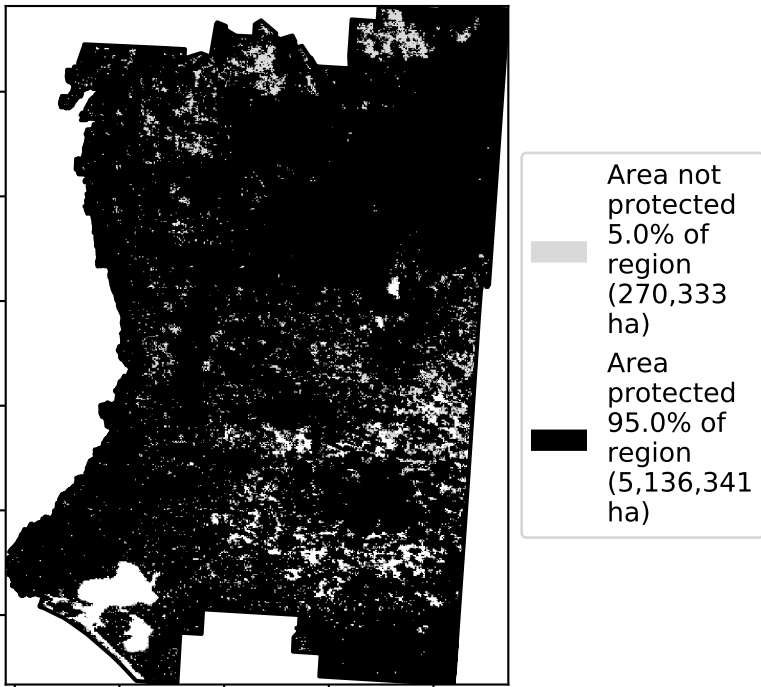 Area not
protected
5.0% of
region
(270,333
ha)
Area
protected
95.0% of
region
(5,136,341
ha)